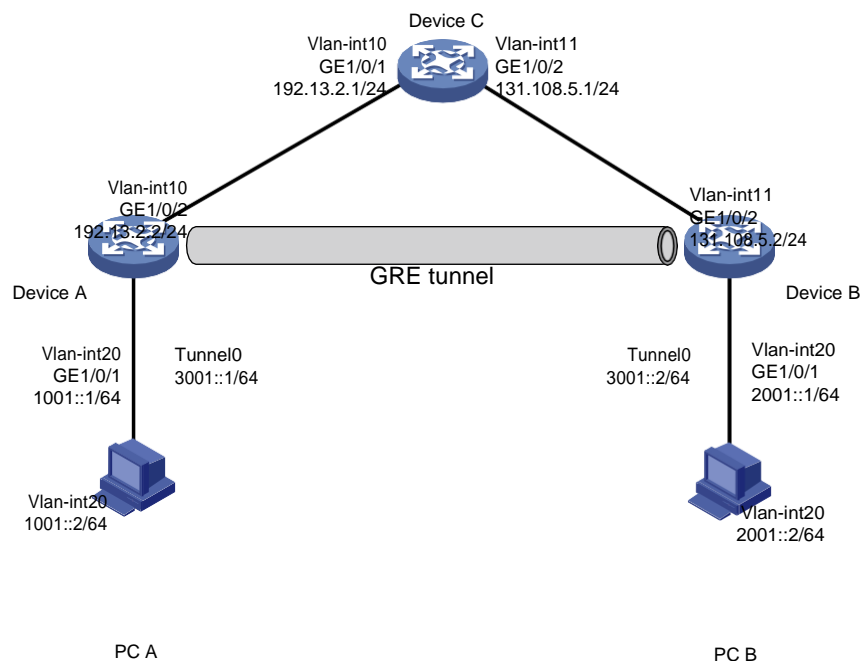 Device C
Vlan-int10
GE1/0/1
192.13.2.1/24
Vlan-int11
GE1/0/2
131.108.5.1/24
Vlan-int10
GE1/0/2
192.13.2.2/24
Vlan-int11
GE1/0/2
131.108.5.2/24
GRE tunnel
Device A
Device B
Vlan-int20
GE1/0/1
1001::1/64
Tunnel0
3001::1/64
Tunnel0
3001::2/64
Vlan-int20
GE1/0/1
2001::1/64
Vlan-int20
1001::2/64
Vlan-int20
2001::2/64
PC A
PC B